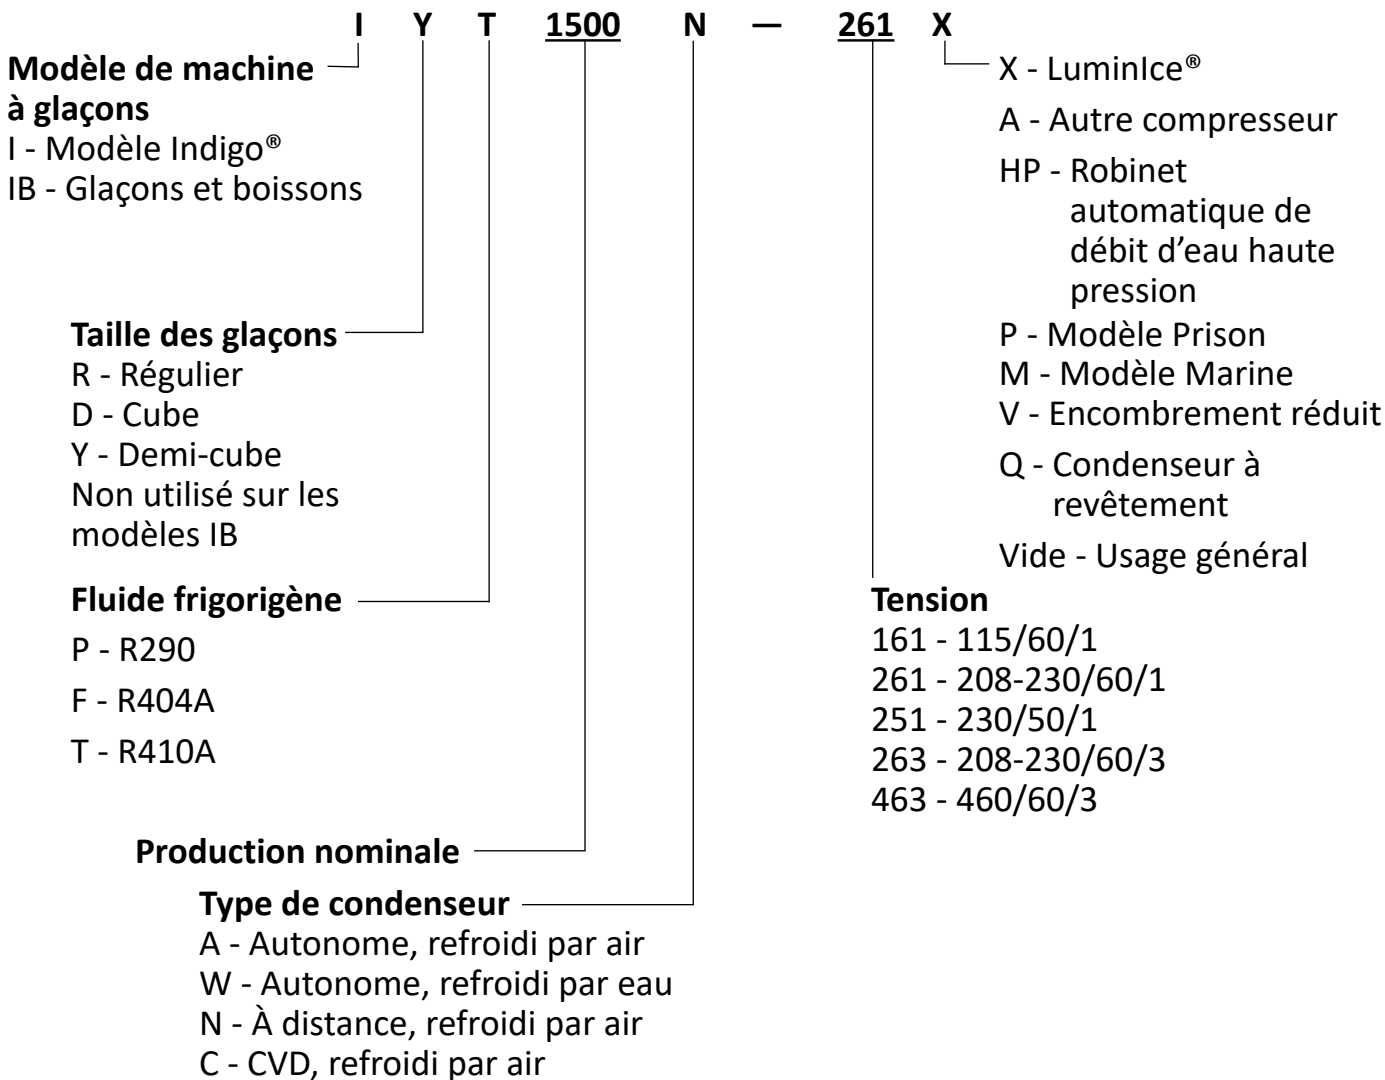 I Y T 1500 N — 261 X
Modèle de machine
à glaçons
I - Modèle Indigo®
IB - Glaçons et boissons
X - LuminIce®
A - Autre compresseur
HP - Robinet
automatique de
débit d’eau haute
pression
P - Modèle Prison
M - Modèle Marine
V - Encombrement réduit
Q - Condenseur à
revêtement
Vide - Usage général
Taille des glaçons
R - Régulier
D - Cube
Y - Demi-cube
Non utilisé sur les
modèles IB
Fluide frigorigène
P - R290
F - R404A
T - R410A
Tension
161 - 115/60/1
261 - 208-230/60/1
251 - 230/50/1
263 - 208-230/60/3
463 - 460/60/3
Production nominale
Type de condenseur
A - Autonome, refroidi par air
W - Autonome, refroidi par eau
N - À distance, refroidi par air
C - CVD, refroidi par air